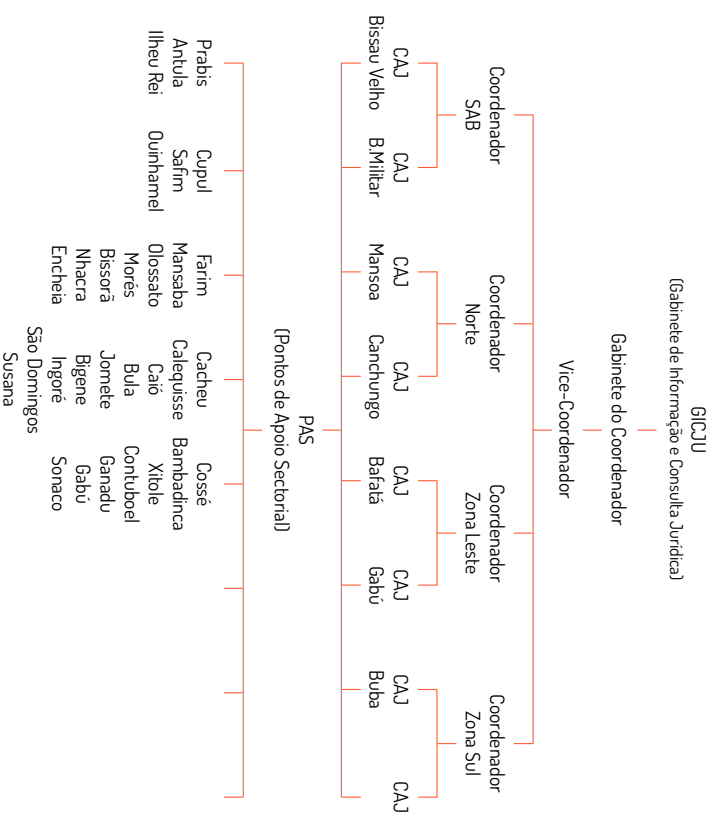 GICJU
(Gabinete de Informação e Consulta Jurídica)
Gabinete do Coordenador
Vice-Coordenador
Coordenador
SAB
Coordenador
Norte
Coordenador
Zona Leste
Coordenador
Zona Sul
CAJ
Bissau Velho
CAJ
B.Militar
CAJ
Mansoa
CAJ
Canchungo
CAJ
Bafatá
CAJ
Gabú
CAJ
Buba
CAJ
PAS
(Pontos de Apoio Sectorial)
Prabis
Antula
Ilheu Rei
Cupul
Safim
Quinhamel
Farim
Mansaba
Olossato
Morés
Bissorã
Nhacra
Encheia
Cacheu
Calequisse
Caió
Bula
Jomete
Bigene
Ingoré
São Domingos
Susana
Cossé
Bambadinca
Xitole
Contuboel
Ganadu
Gabú
Sonaco